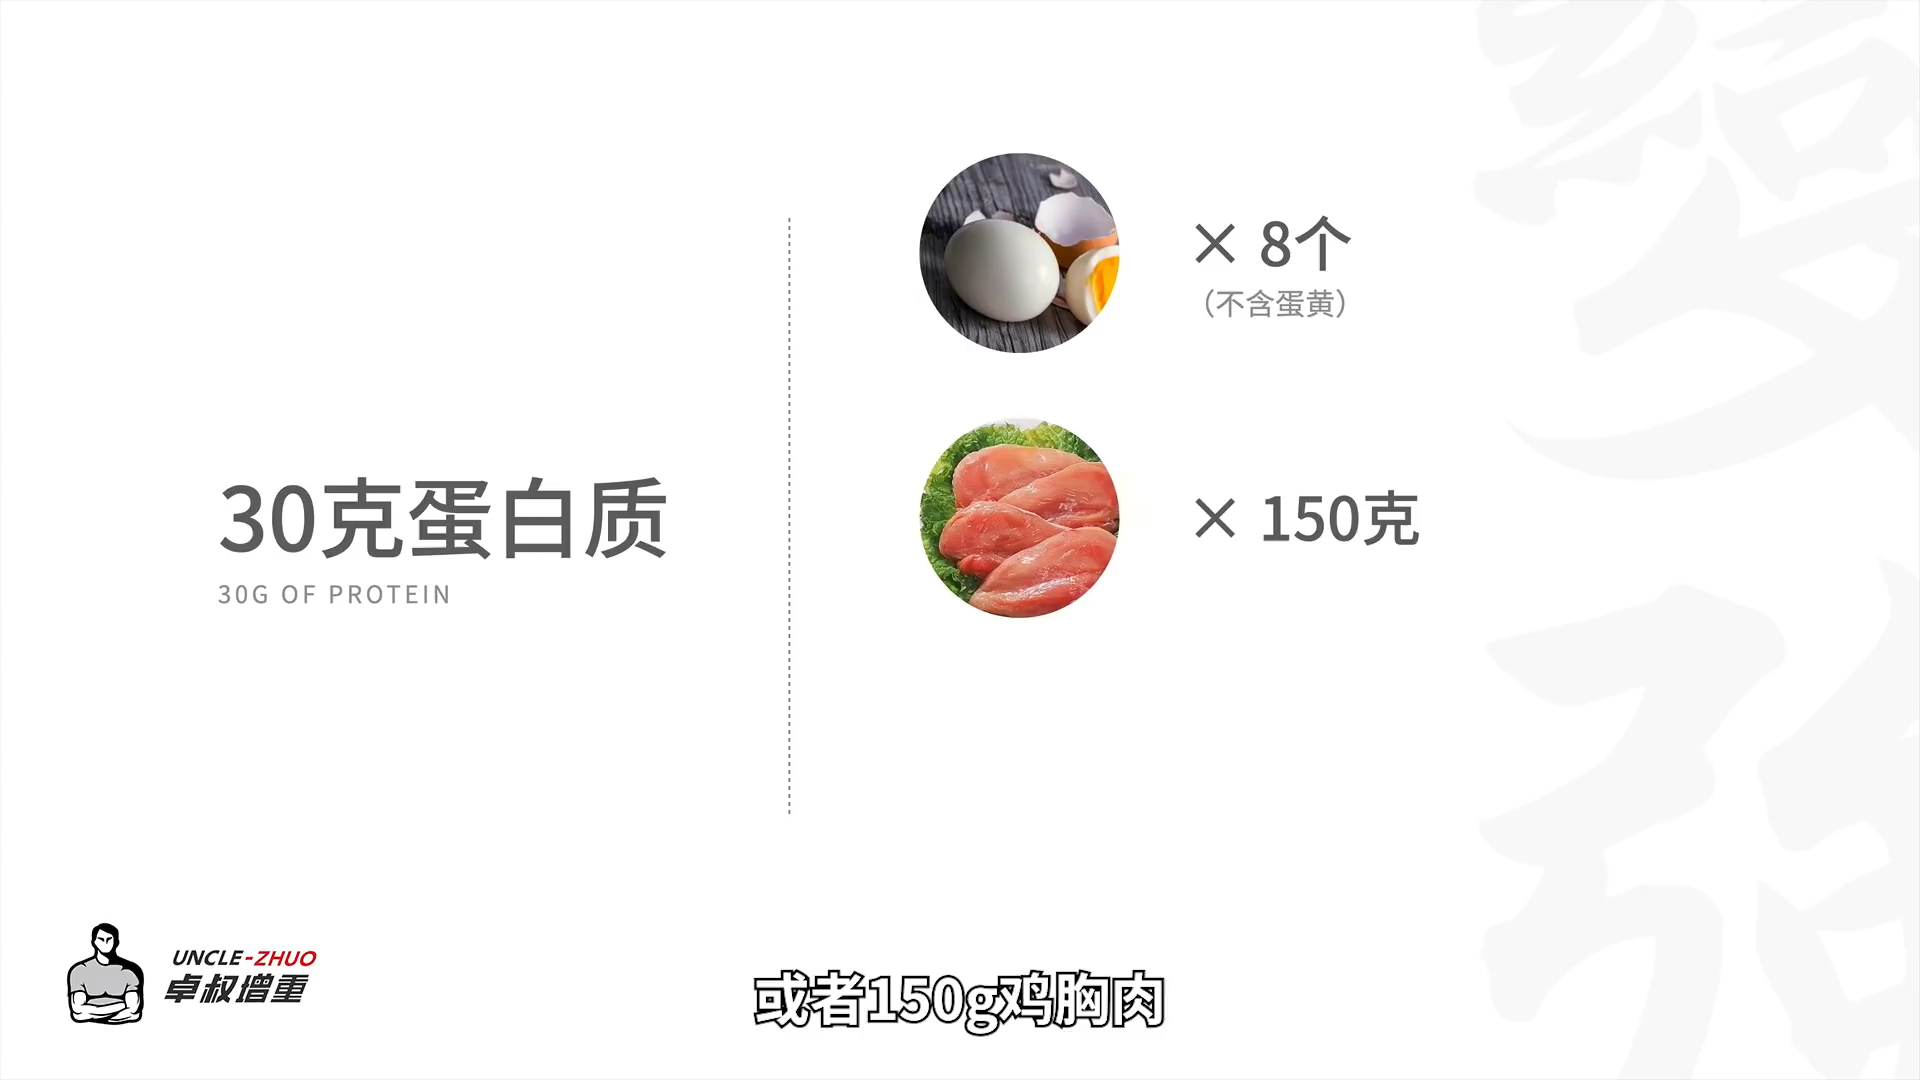 30克蛋白质
30G OF PROTEIN
× 8个
（不含蛋黄）
× 150克
UNCLE-ZHUO
卓叔增重
或者150g鸡胸肉